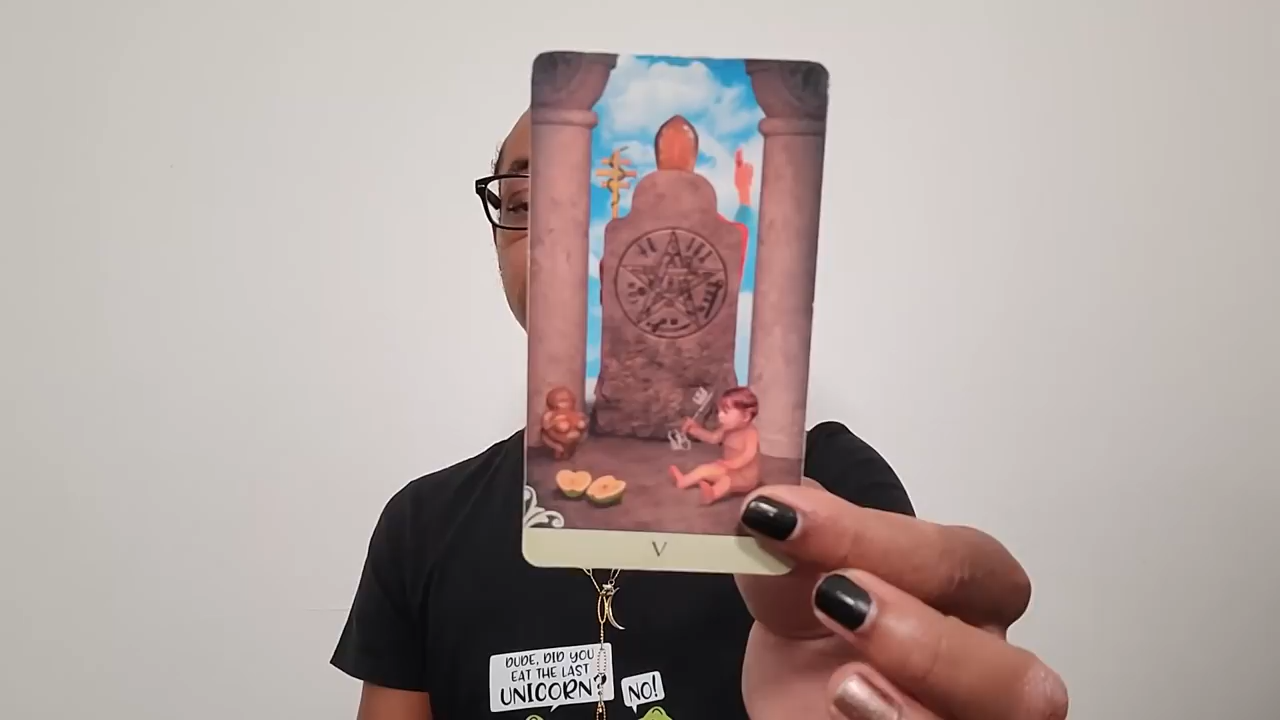 V
DUDE, DID YOU
EAT THE LAST
UNICORN?
NO!